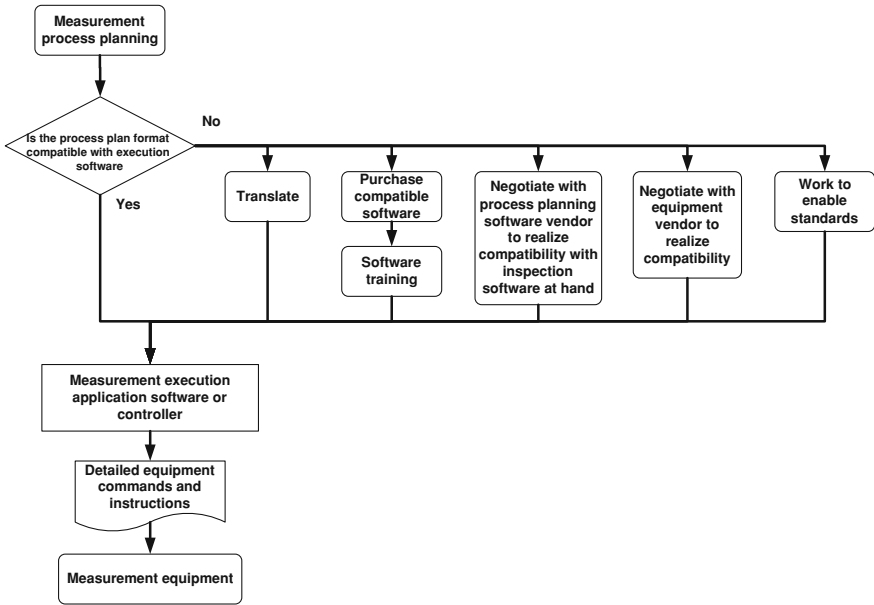 Measurement
process planning
Is the process plan format
compatible with execution
software
No
Yes
Translate
Purchase
compatible
software
Software
training
Negotiate with
process planning
software vendor
to realize
compatibility with
inspection
software at hand
Negotiate with
equipment
vendor to
realize
compatibility
Work to
enable
standards
Measurement execution
application software or
controller
Detailed equipment
commands and
instructions
Measurement equipment